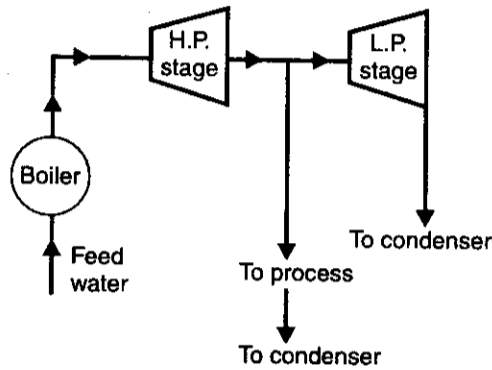 H.P.
stage
L.P.
stage
Boiler
Feed
water
To condenser
To process
To condenser